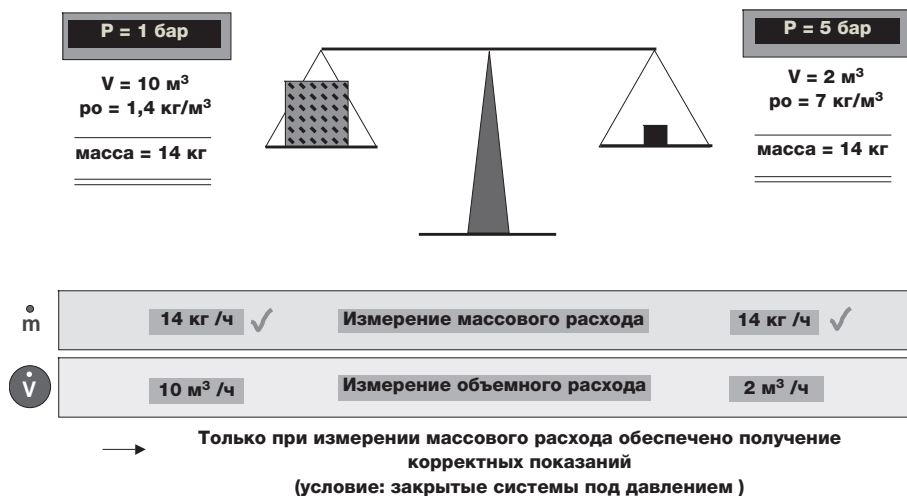 P = 1 бар
V = 10 м³
po = 1,4 кг/м³
масса = 14 кг
P = 5 бар
V = 2 м³
po = 7 кг/м³
масса = 14 кг
ṁ 14 кг /ч ✓ Измерение массового расхода 14 кг /ч ✓
V̇ 10 м³ /ч Измерение объемного расхода 2 м³ /ч
Только при измерении массового расхода обеспечено получение
корректных показаний
(условие: закрытые системы под давлением )